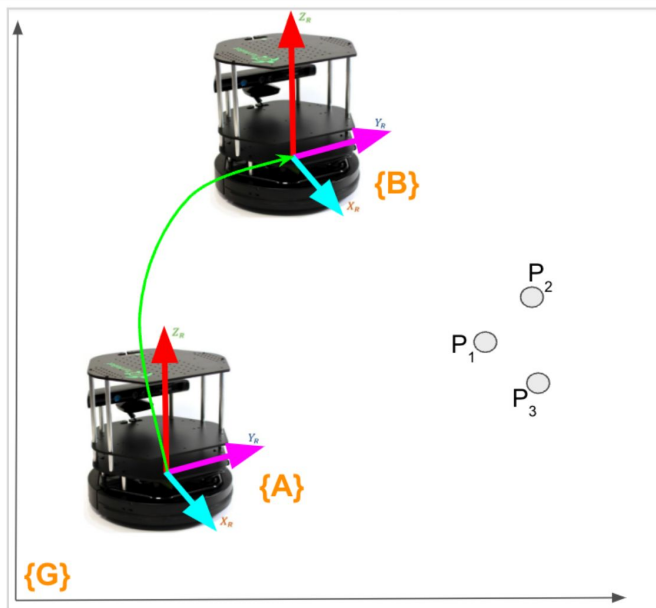 Z_R
Y_R
{B}
X_R
P_2
P_1
Z_R
P_3
Y_R
{A}
X_R
{G}